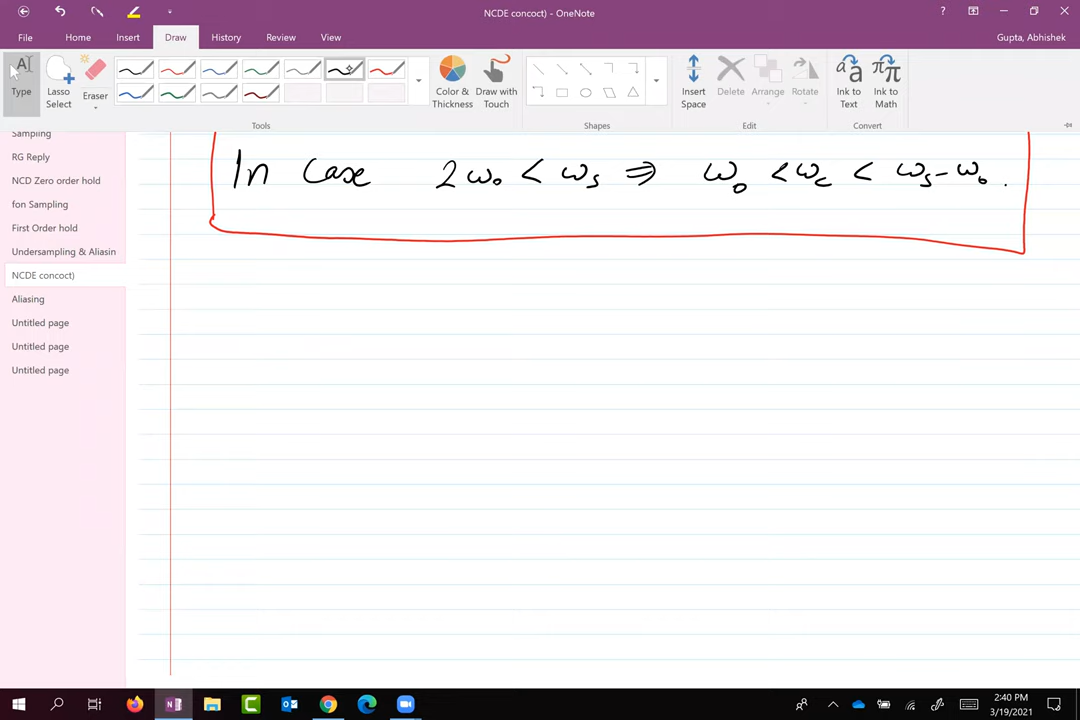 NCDE concoct) - OneNote
?
File
Home
Insert
Draw
History
Review
View
Gupta, Abhishek
Type
Lasso Select
Eraser
Color & Thickness
Draw with Touch
Insert Space
Delete
Arrange
Rotate
Ink to Text
Ink to Math
Tools
Shapes
Edit
Convert
Sampling
RG Reply
NCD Zero order hold
fon Sampling
First Order hold
Undersampling & Aliasin
NCDE concoct)
Aliasing
Untitled page
Untitled page
Untitled page
In Case 2ω₀ < ωₛ ⇒ ω₀ < ω_c < ωₛ - ω₀.
2:40 PM
3/19/2021